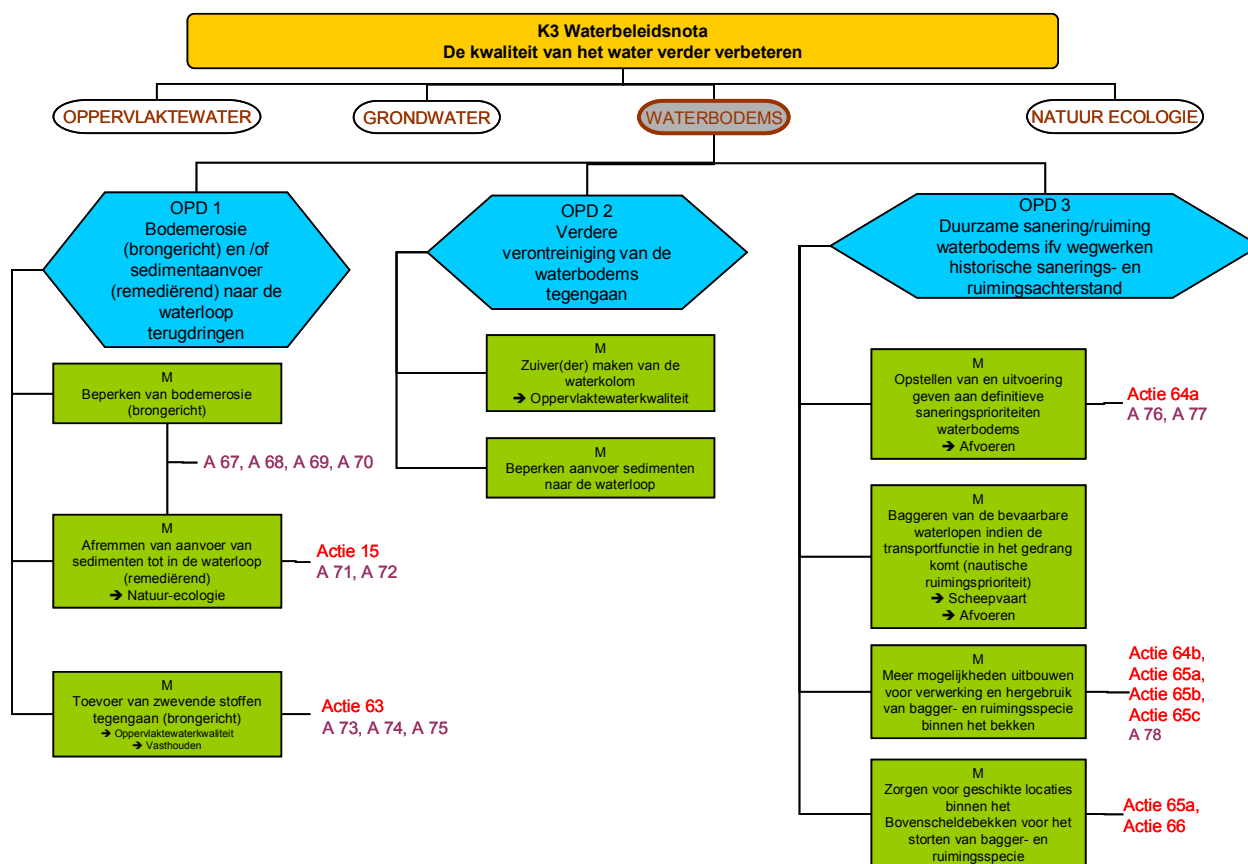 K3 Waterbeleidsnota
De kwaliteit van het water verder verbeteren
OPPERVLAKTEWATER
GRONDWATER
WATERBODEMS
NATUUR ECOLOGIE
OPD 1
Bodemerosie
(brongericht) en /of
sedimentaanvoer
(remediërend) naar de
waterloop
terugdringen
M
Beperken van bodemerosie
(brongericht)
A 67, A 68, A 69, A 70
M
Afremmen van aanvoer van
sedimenten tot in de waterloop
(remediërend)
➔ Natuur-ecologie
Actie 15
A 71, A 72
M
Toevoer van zwevende stoffen
tegengaan (brongericht)
➔ Oppervlaktewaterkwaliteit
➔ Vasthouden
Actie 63
A 73, A 74, A 75
OPD 2
Verdere
verontreiniging van de
waterbodems
tegengaan
M
Zuiver(der) maken van de
waterkolom
➔ Oppervlaktewaterkwaliteit
M
Beperken aanvoer sedimenten
naar de waterloop
OPD 3
Duurzame sanering/ruiming
waterbodems ifv wegwerken
historische sanerings- en
ruimingsachterstand
M
Opstellen van en uitvoering
geven aan definitieve
saneringsprioriteiten
waterbodems
➔ Afvoeren
Actie 64a
A 76, A 77
M
Baggeren van de bevaarbare
waterlopen indien de
transportfunctie in het gedrang
komt (nautische
ruimingsprioriteit)
➔ Scheepvaart
➔ Afvoeren
M
Meer mogelijkheden uitbouwen
voor verwerking en hergebruik
van bagger- en ruimingsspecie
binnen het bekken
Actie 64b,
Actie 65a,
Actie 65b,
Actie 65c
A 78
M
Zorgen voor geschikte locaties
binnen het
Bovenscheldebekken voor het
storten van bagger- en
ruimingsspecie
Actie 65a,
Actie 66